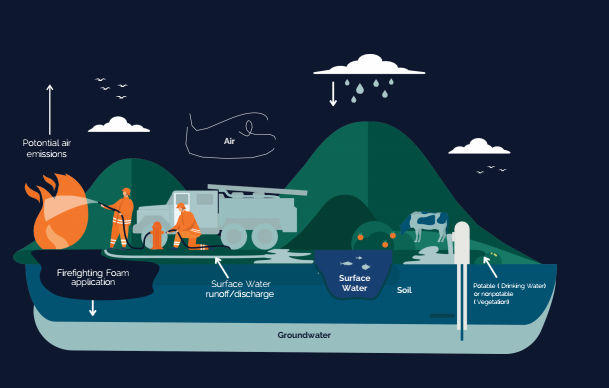 Potential air
emissions
Air
Firefighting Foam
application
Surface Water
runoff/discharge
Surface
Water
Soil
Potable ( Drinking Water)
or nonpotable
(Vegetation)
Groundwater